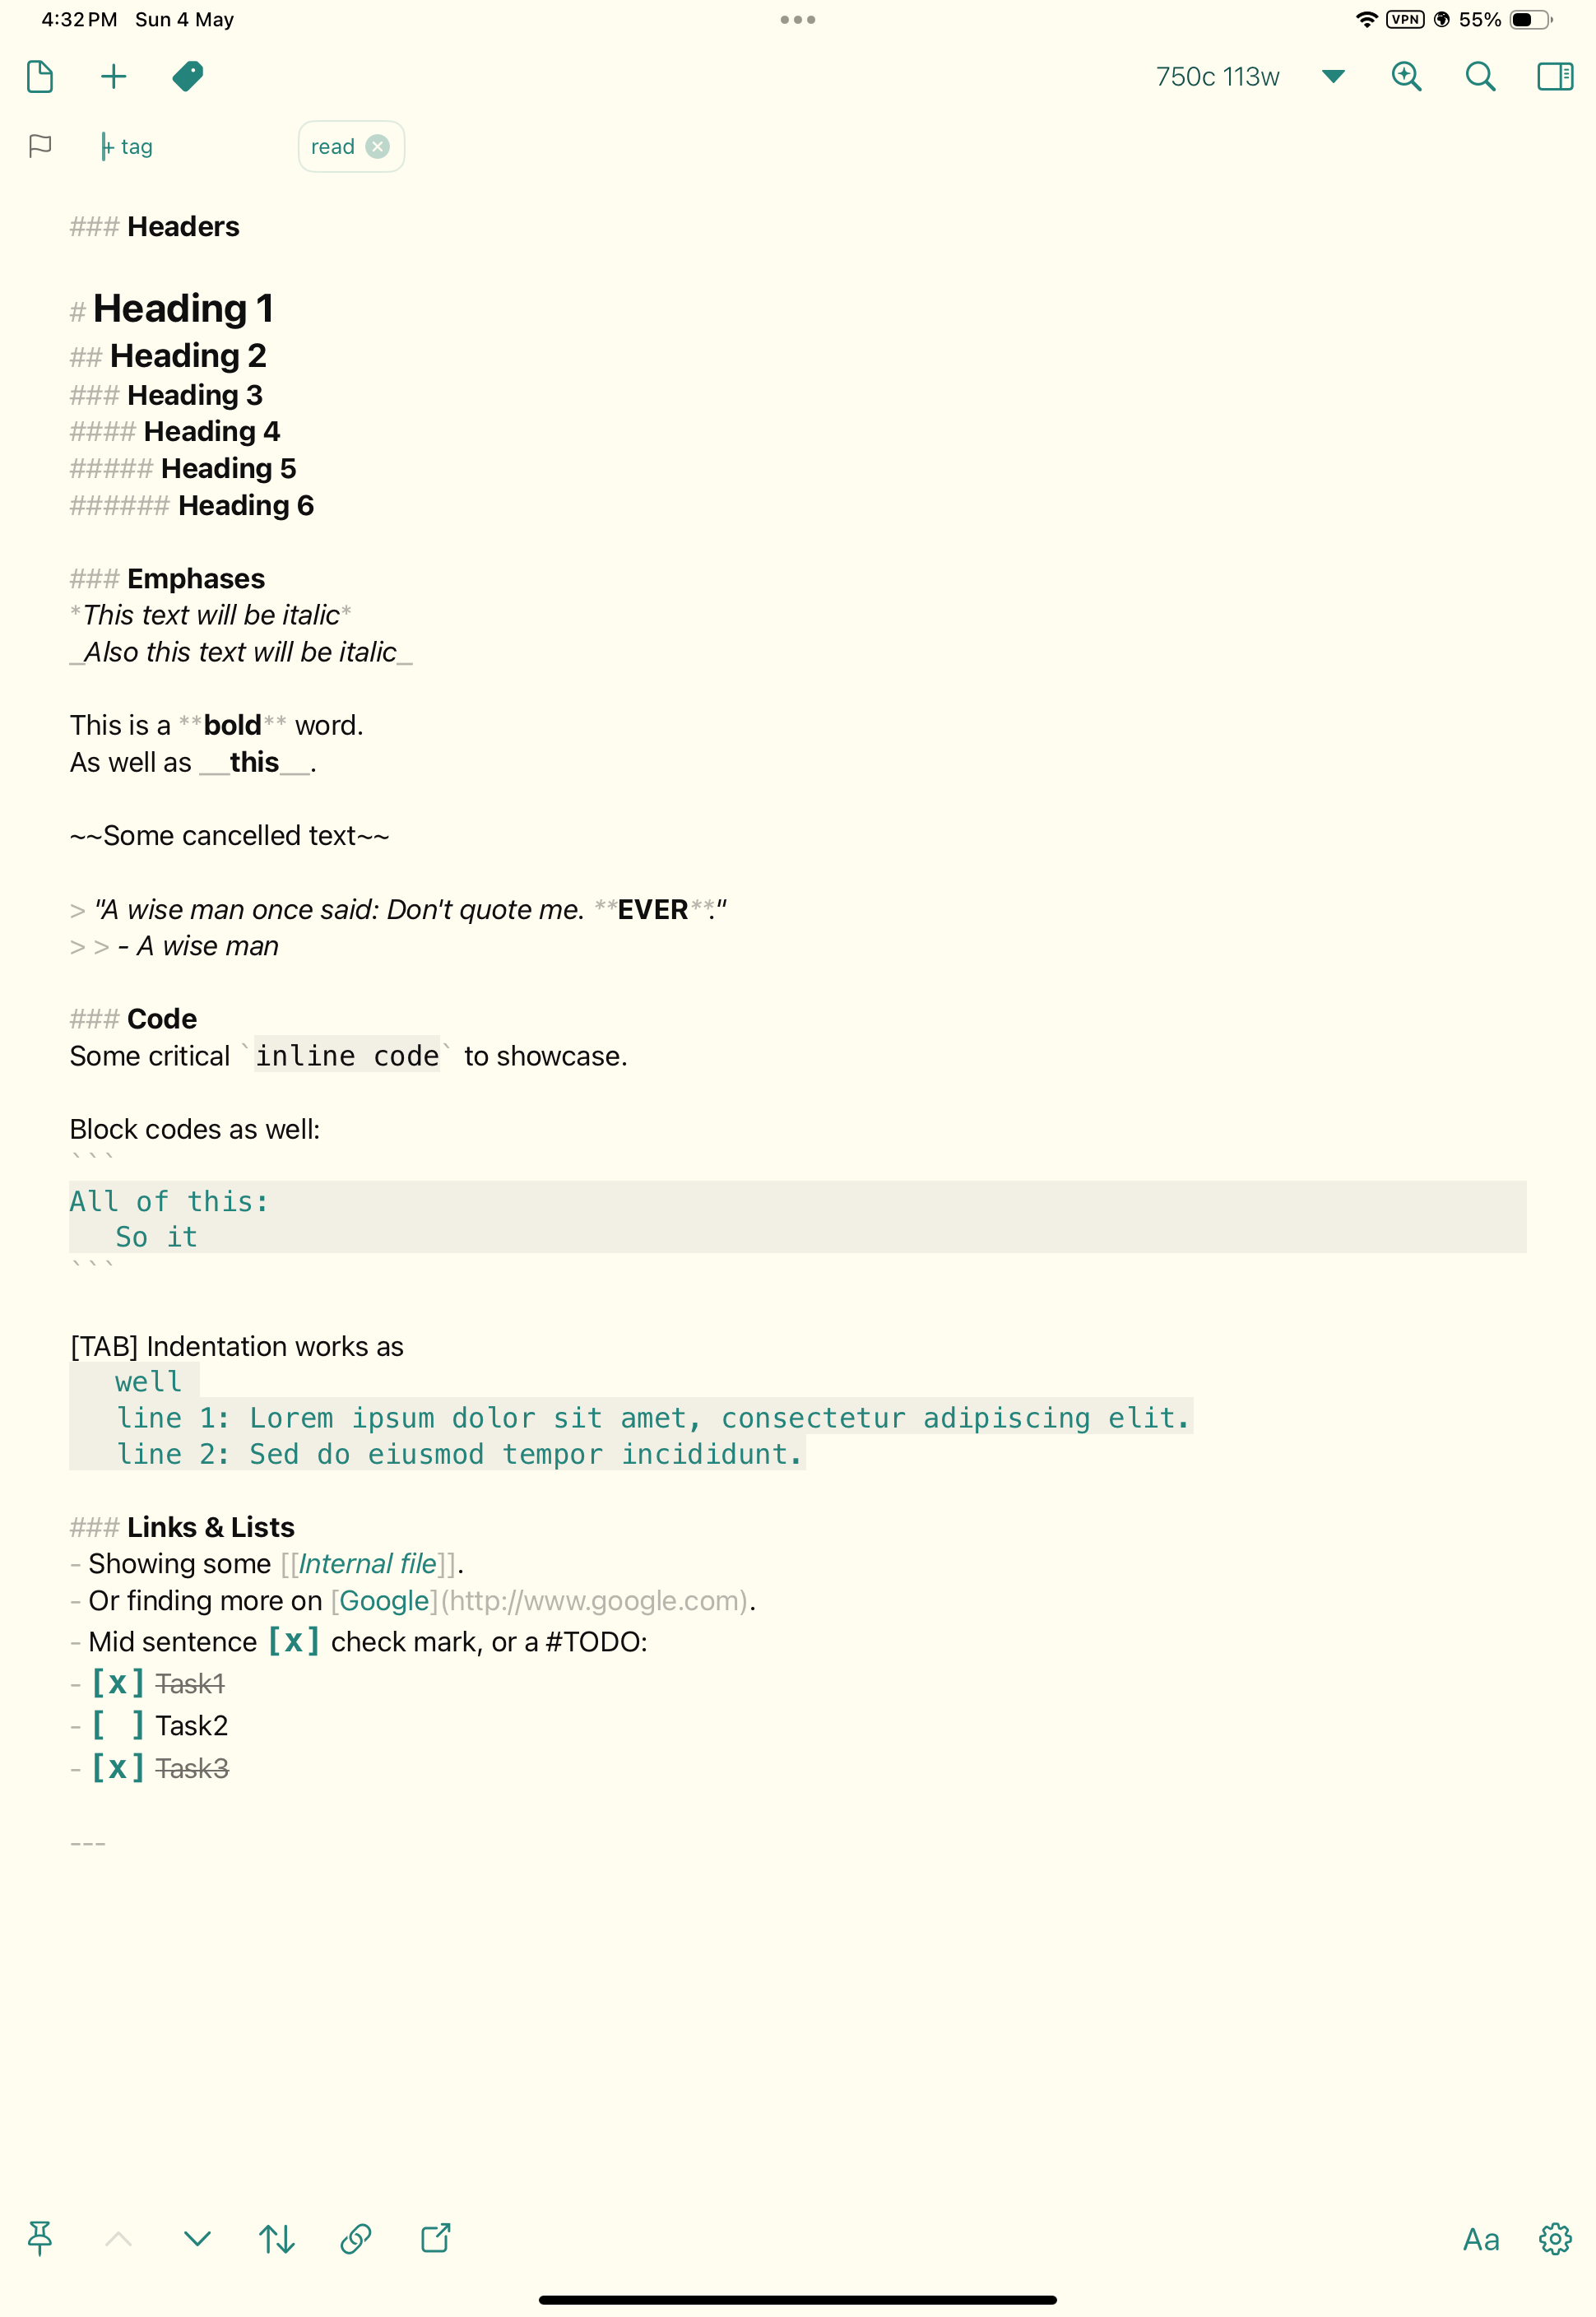 4:32 PM Sun 4 May
VPN 55%
750c 113w
+ tag
read
### Headers
# Heading 1
## Heading 2
### Heading 3
#### Heading 4
##### Heading 5
###### Heading 6
### Emphases
*This text will be italic*
_Also this text will be italic_
This is a **bold** word.
As well as __this__.
~~Some cancelled text~~
> "A wise man once said: Don't quote me. **EVER**."
> > - A wise man
### Code
Some critical `inline code` to showcase.
Block codes as well:
```
All of this:
   So it
```
[TAB] Indentation works as
   well
   line 1: Lorem ipsum dolor sit amet, consectetur adipiscing elit.
   line 2: Sed do eiusmod tempor incididunt.
### Links & Lists
- Showing some [[Internal file]].
- Or finding more on [Google](http://www.google.com).
- Mid sentence [x] check mark, or a #TODO:
- [x] Task1
- [ ] Task2
- [x] Task3
---
Aa